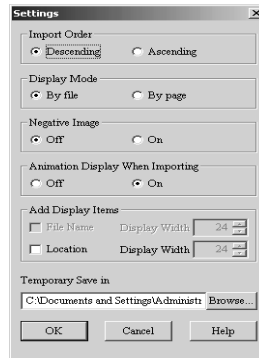 Settings
Import Order
Descending Ascending
Display Mode
By file By page
Negative Image
Off On
Animation Display When Importing
Off On
Add Display Items
File Name Display Width 24
Location Display Width 24
Temporary Save in
C:\Documents and Settings\Administr Browse...
OK Cancel Help